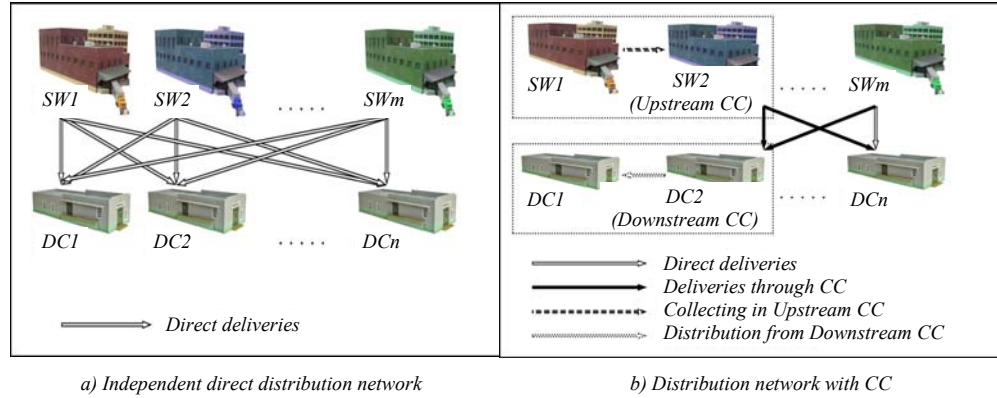 SW1 SW2 . . . . . SWm
DC1 DC2 . . . . . DCn
Direct deliveries
a) Independent direct distribution network
SW1 SW2 . . . . . SWm
(Upstream CC)
DC1 DC2 . . . . . DCn
(Downstream CC)
Direct deliveries
Deliveries through CC
Collecting in Upstream CC
Distribution from Downstream CC
b) Distribution network with CC